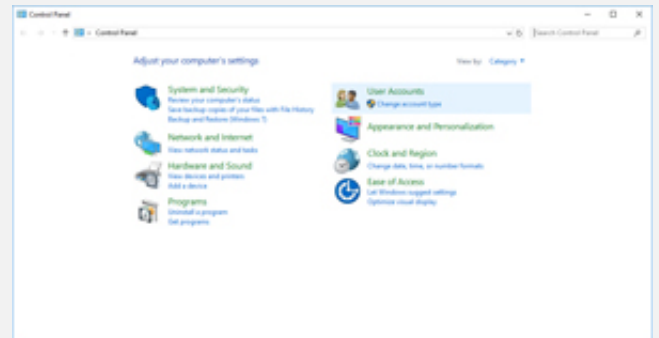 Control Panel
Control Panel
Search Control Panel
Adjust your computer's settings
View by: Category
System and Security
Review your computer's status
Save backup copies of your files with File History
Backup and Restore (Windows 7)
Network and Internet
View network status and tasks
Hardware and Sound
View devices and printers
Add a device
Programs
Uninstall a program
Get programs
User Accounts
Change account type
Appearance and Personalization
Clock and Region
Change date, time, or number formats
Ease of Access
Let Windows suggest settings
Optimize visual display